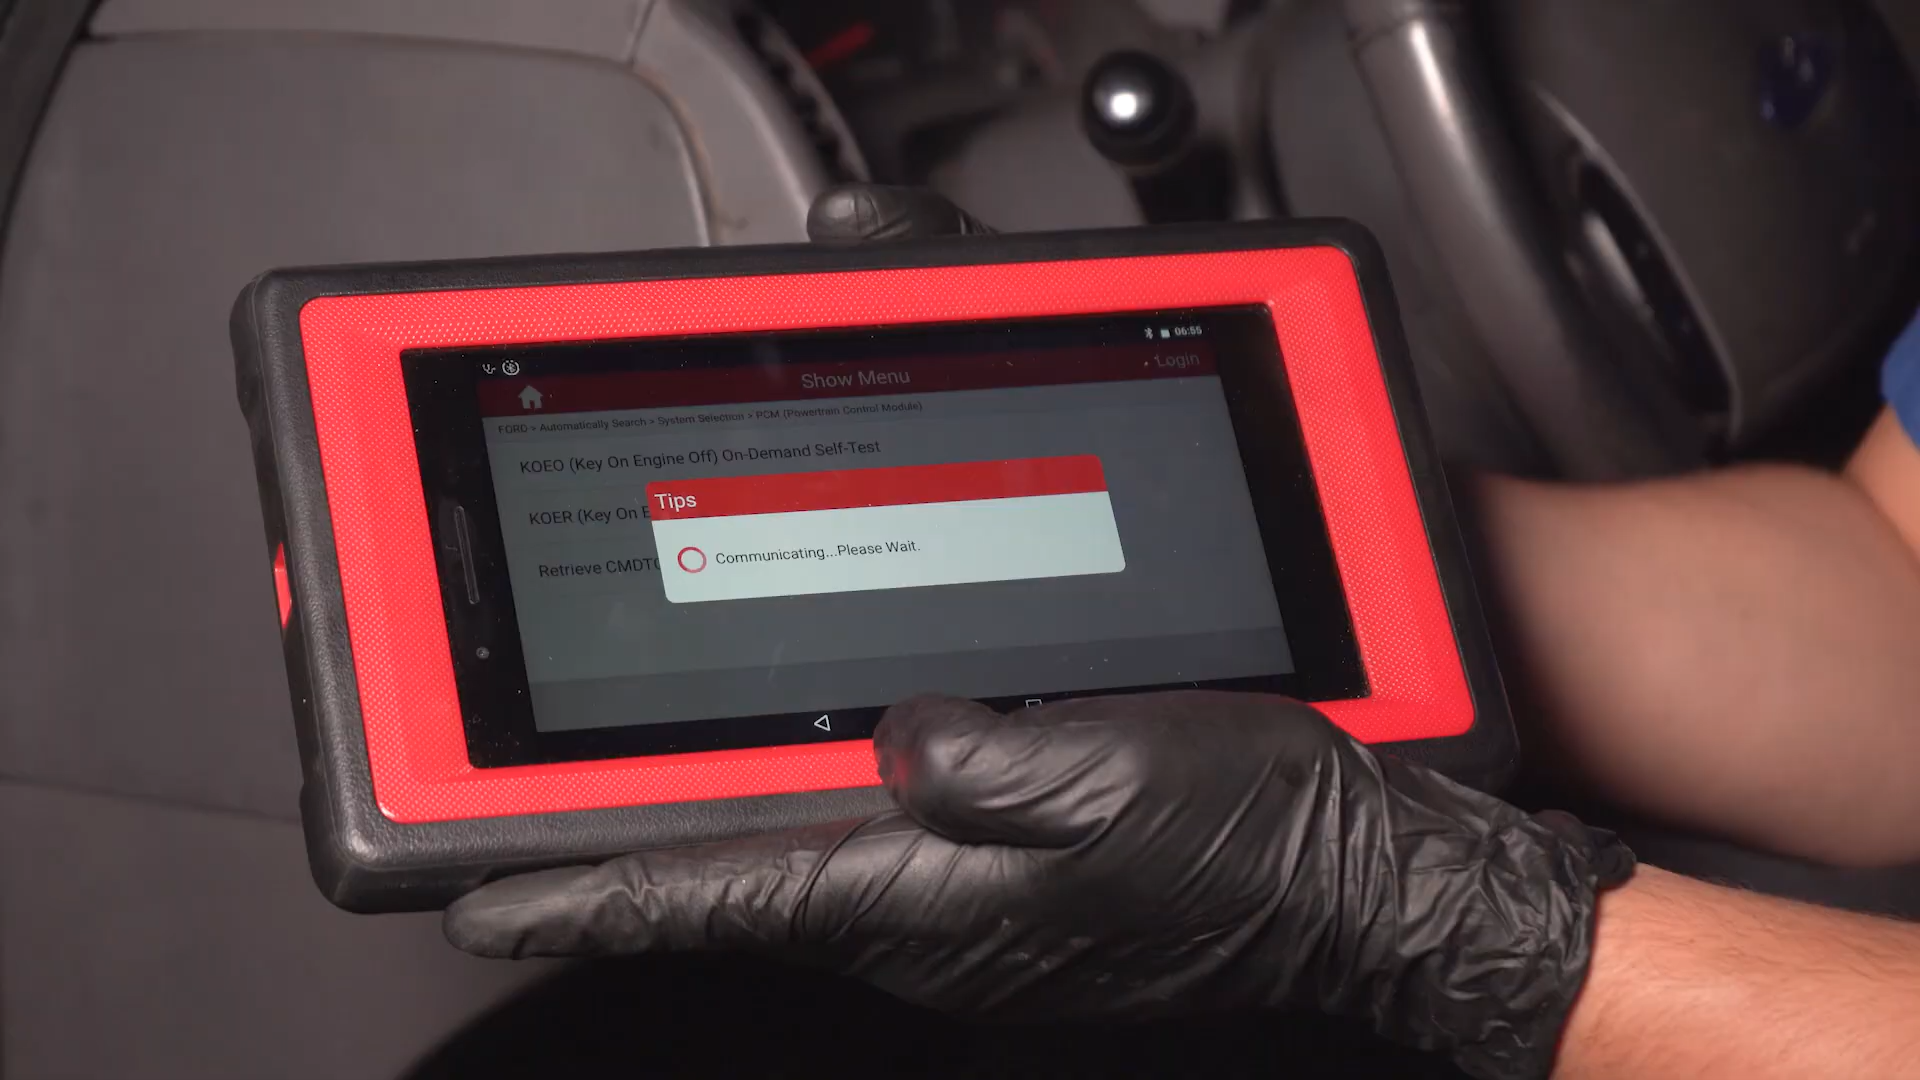 06:55
Show Menu
Login
FORD > Automatically Search > System Selection > PCM (Powertrain Control Module)
KOEO (Key On Engine Off) On-Demand Self-Test
Tips
KOER (Key On E
Communicating...Please Wait.
Retrieve CMDTC